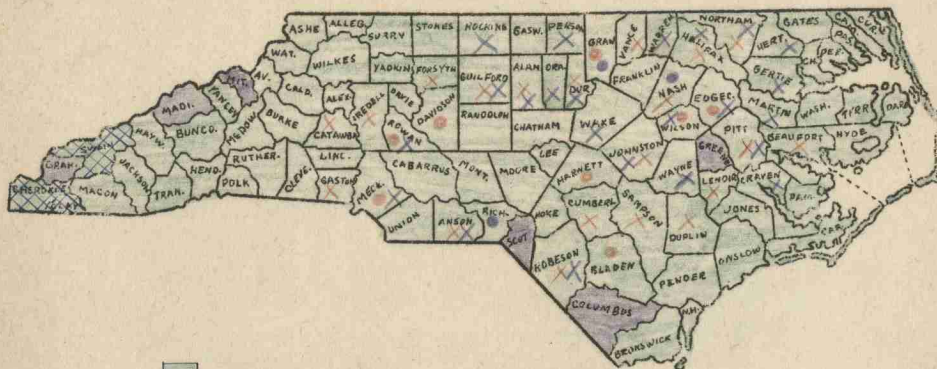 ASHE ALLEG. SURRY STOKES ROCKING CASW. PERSON GRAN. VANCE WARREN NORTHAM. HALIFAX HERT. GATES CAM. CURR.
WAT. WILKES YADKIN FORSYTH GUILFORD ALAM. ORA. DUR. FRANKLIN NASH BERTIE CH. PER. PAS.
MIT. AV. CALD. ALEX. IREDELL DAVIE DAVIDSON RANDOLPH CHATHAM WAKE WILSON EDGEC. MARTIN WASH. TYRR. DARE
MADI. YANCEY BURKE CATAWBA ROWAN JOHNSTON PITT BEAUFORT HYDE
SWAIN HAYW. BUNCO. MCDOW. LINC. CABARRUS MONT. MOORE LEE HARNETT WAYNE GREENE LENOIR CRAVEN
GRAH. JACKSON HEND. RUTHER. CLEVE. GASTON MECK. PAM.
CHEROKEE CLAY MACON TRAN. POLK UNION ANSON RICH. HOKE CUMBERL. SAMPSON DUPLIN JONES CAR.
SCOT. ROBESON BLADEN PENDER ONSLOW
COLUMBUS N.H.
BRUNSWICK